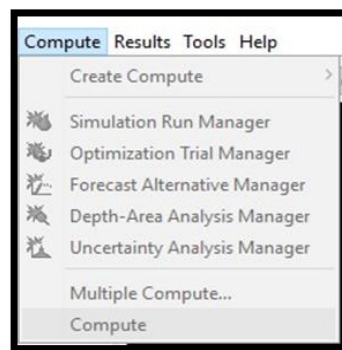 Compute Results Tools Help
Create Compute
Simulation Run Manager
Optimization Trial Manager
Forecast Alternative Manager
Depth-Area Analysis Manager
Uncertainty Analysis Manager
Multiple Compute...
Compute